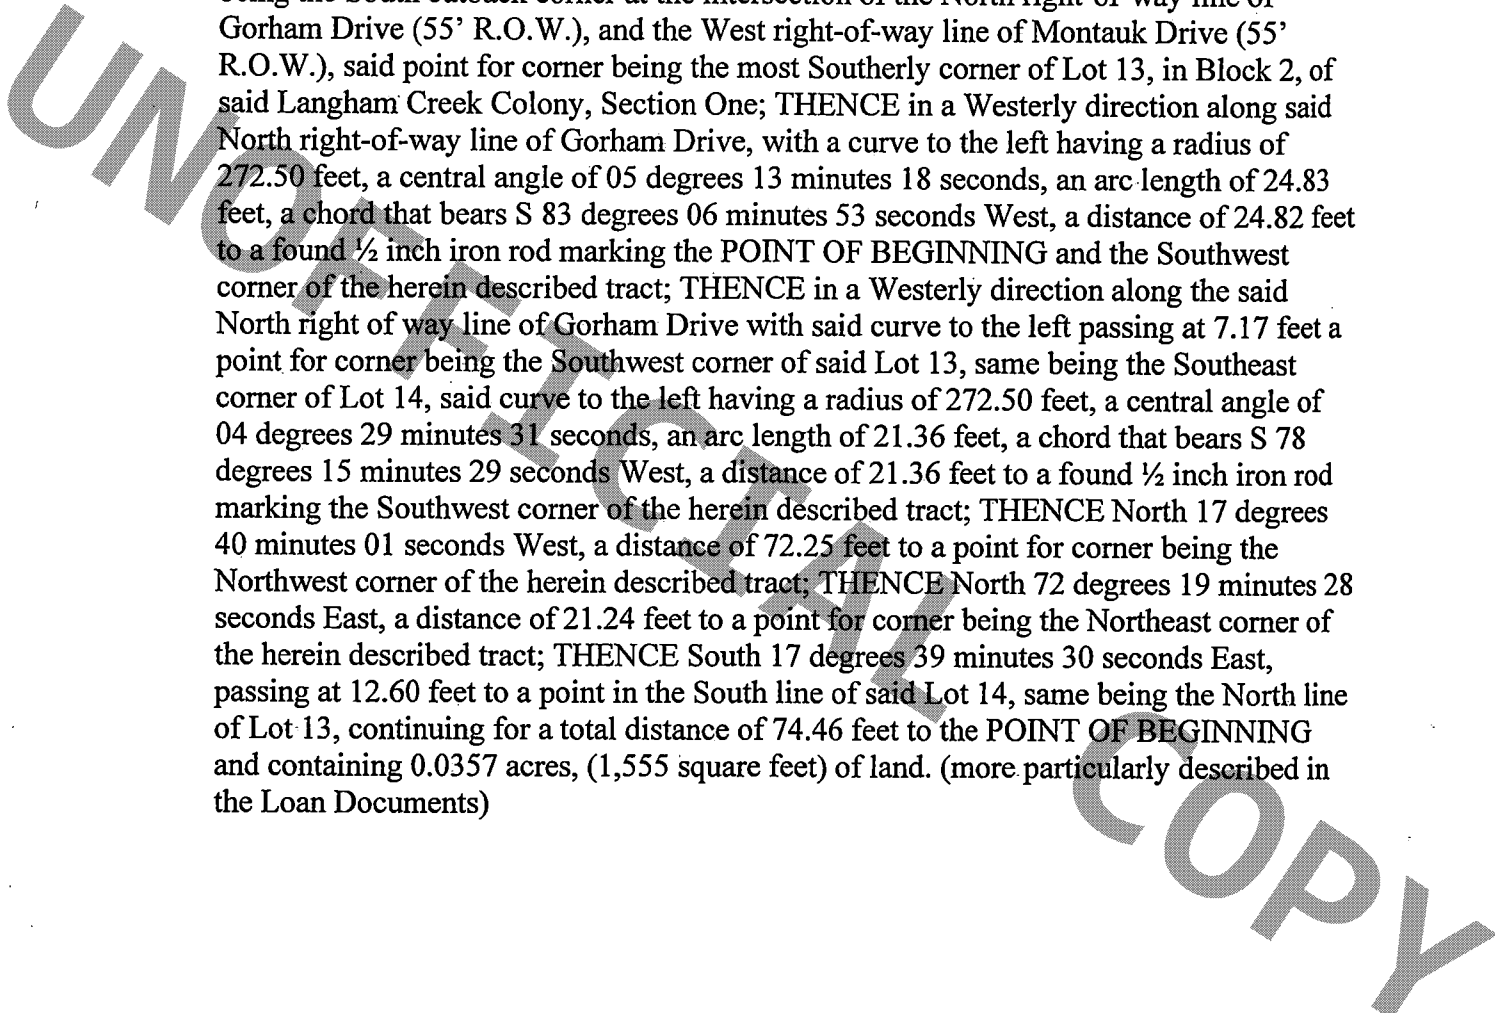 being the South cutback corner at the intersection of the North right-of-way line of
Gorham Drive (55' R.O.W.), and the West right-of-way line of Montauk Drive (55'
R.O.W.), said point for corner being the most Southerly corner of Lot 13, in Block 2, of
said Langham Creek Colony, Section One; THENCE in a Westerly direction along said
North right-of-way line of Gorham Drive, with a curve to the left having a radius of
272.50 feet, a central angle of 05 degrees 13 minutes 18 seconds, an arc length of 24.83
feet, a chord that bears S 83 degrees 06 minutes 53 seconds West, a distance of 24.82 feet
to a found ½ inch iron rod marking the POINT OF BEGINNING and the Southwest
corner of the herein described tract; THENCE in a Westerly direction along the said
North right of way line of Gorham Drive with said curve to the left passing at 7.17 feet a
point for corner being the Southwest corner of said Lot 13, same being the Southeast
corner of Lot 14, said curve to the left having a radius of 272.50 feet, a central angle of
04 degrees 29 minutes 31 seconds, an arc length of 21.36 feet, a chord that bears S 78
degrees 15 minutes 29 seconds West, a distance of 21.36 feet to a found ½ inch iron rod
marking the Southwest corner of the herein described tract; THENCE North 17 degrees
40 minutes 01 seconds West, a distance of 72.25 feet to a point for corner being the
Northwest corner of the herein described tract; THENCE North 72 degrees 19 minutes 28
seconds East, a distance of 21.24 feet to a point for corner being the Northeast corner of
the herein described tract; THENCE South 17 degrees 39 minutes 30 seconds East,
passing at 12.60 feet to a point in the South line of said Lot 14, same being the North line
of Lot 13, continuing for a total distance of 74.46 feet to the POINT OF BEGINNING
and containing 0.0357 acres, (1,555 square feet) of land. (more particularly described in
the Loan Documents)
UNOFFICIAL COPY